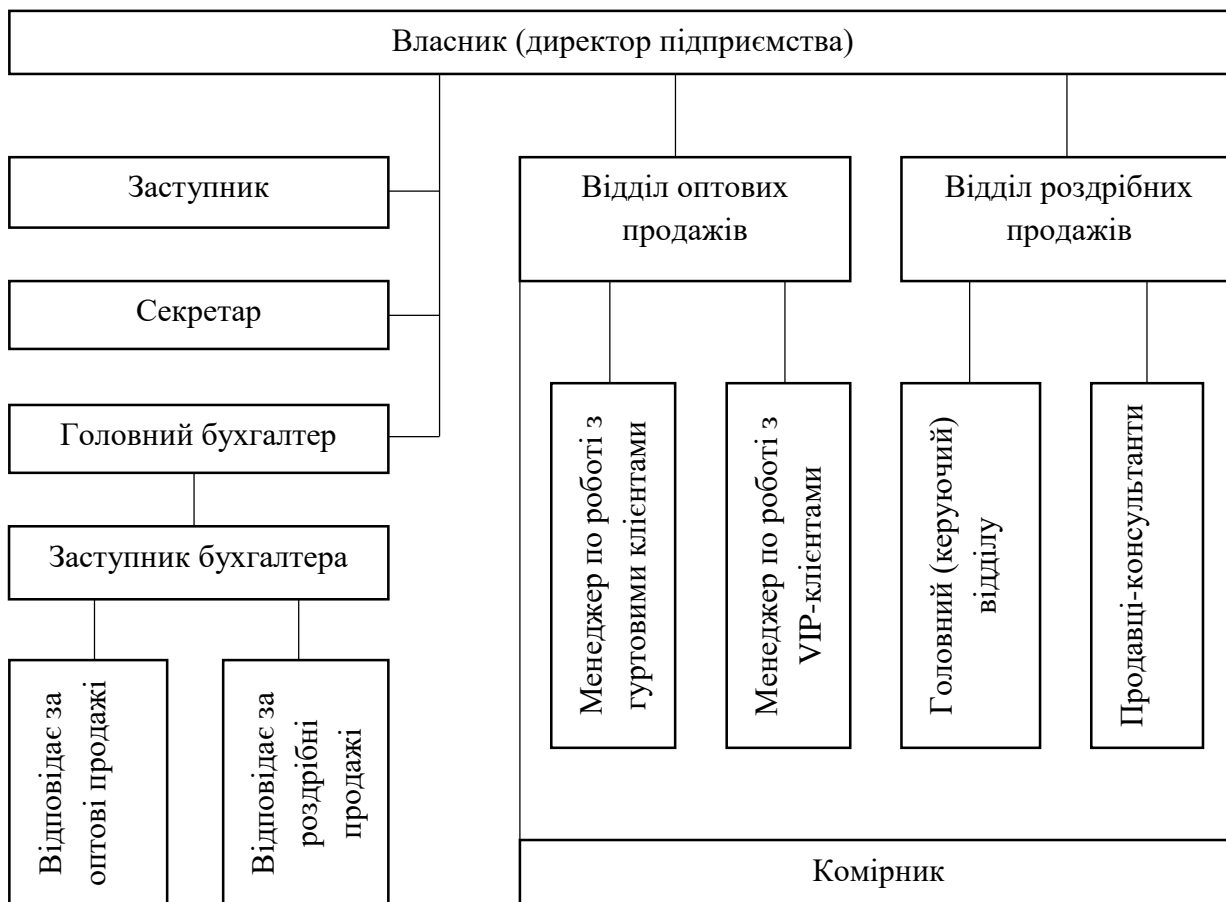 Власник (директор підприємства)
Заступник
Відділ оптових
продажів
Відділ роздрібних
продажів
Секретар
Головний бухгалтер
Заступник бухгалтера
Менеджер по роботі з
гуртовими клієнтами
Менеджер по роботі з
VIP-клієнтами
Головний (керуючий)
відділу
Продавці-консультанти
Відповідає за
оптові продажі
Відповідає за
роздрібні
продажі
Комірник